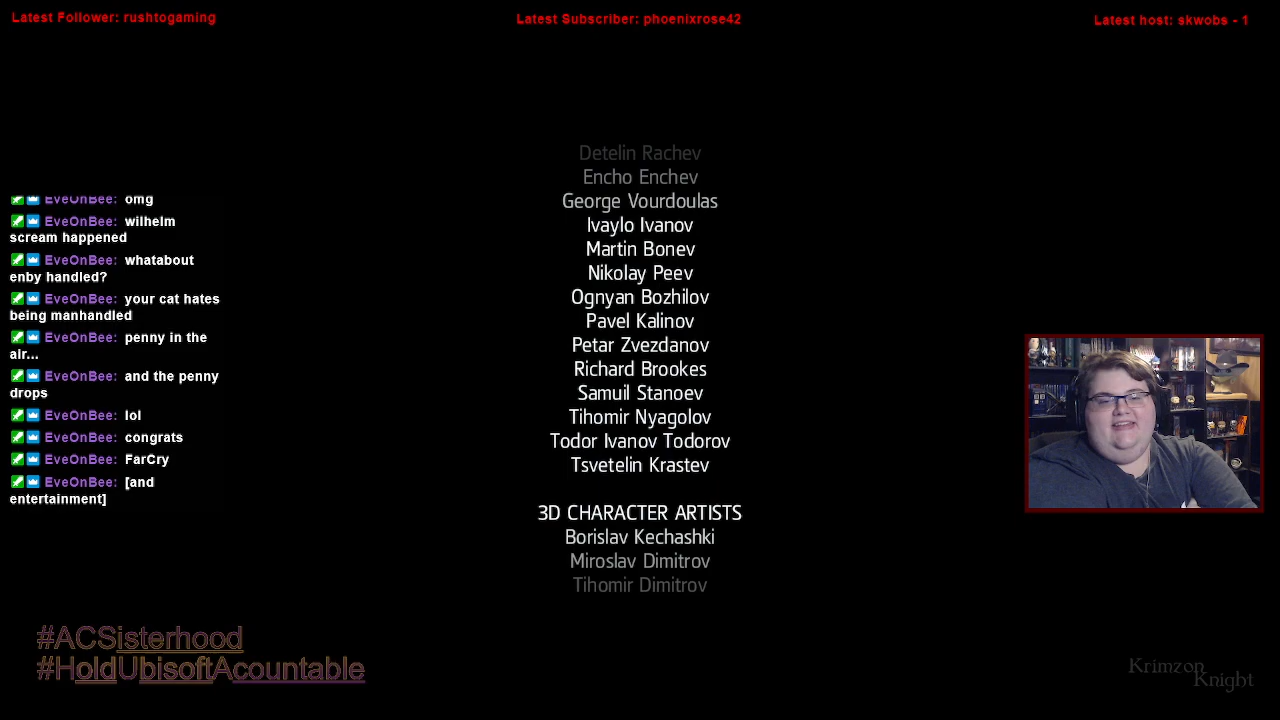 Latest Follower: rushtogaming
Latest Subscriber: phoenixrose42
Latest host: skwobs - 1
EveOnBee: omg
EveOnBee: wilhelm
scream happened
EveOnBee: whatabout
enby handled?
EveOnBee: your cat hates
being manhandled
EveOnBee: penny in the
air...
EveOnBee: and the penny
drops
EveOnBee: lol
EveOnBee: congrats
EveOnBee: FarCry
EveOnBee: [and
entertainment]
Detelin Rachev
Encho Enchev
George Vourdoulas
Ivaylo Ivanov
Martin Bonev
Nikolay Peev
Ognyan Bozhilov
Pavel Kalinov
Petar Zvezdanov
Richard Brookes
Samuil Stanoev
Tihomir Nyagolov
Todor Ivanov Todorov
Tsvetelin Krastev
3D CHARACTER ARTISTS
Borislav Kechashki
Miroslav Dimitrov
Tihomir Dimitrov
#ACSisterhood
#HoldUbisoftAcountable
Krimzon
Knight